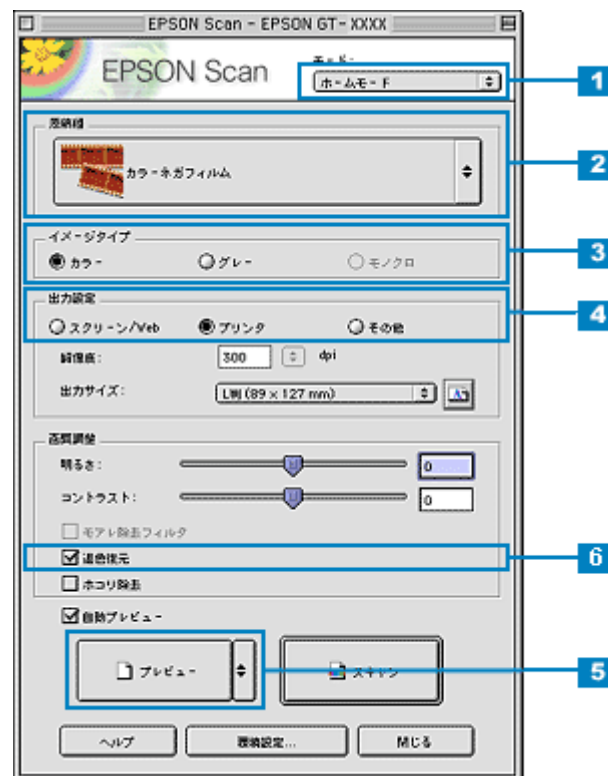 EPSON Scan - EPSON GT-XXXX
EPSON Scan
モード:
ホームモード
1
原稿種
カラーネガフィルム
2
イメージタイプ
カラー グレー モノクロ
3
出力設定
スクリーン/Web プリンタ その他
4
解像度: 300 dpi
出力サイズ: L判 (89 × 127 mm)
画質調整
明るさ: 0
コントラスト: 0
モアレ除去フィルタ
退色復元
6
ホコリ除去
自動プレビュー
プレビュー スキャン
5
ヘルプ 環境設定... 閉じる